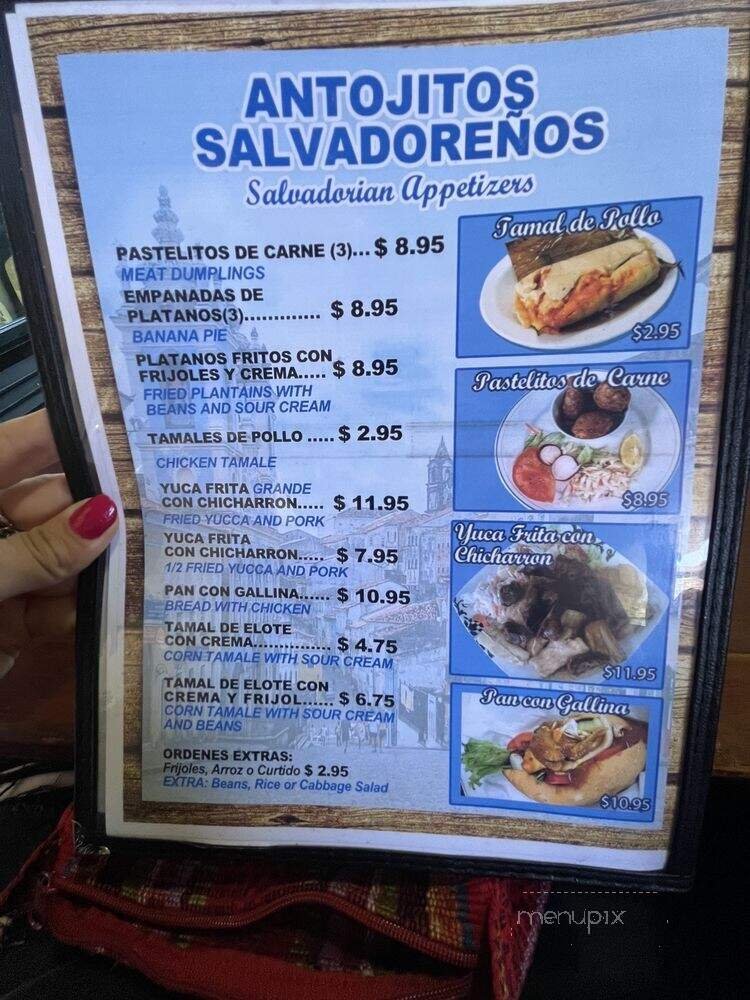 ANTOJITOS
SALVADOREÑOS
Salvadorian Appetizers
PASTELITOS DE CARNE (3)... $ 8.95
MEAT DUMPLINGS
EMPANADAS DE
PLATANOS(3)............. $ 8.95
BANANA PIE
PLATANOS FRITOS CON
FRIJOLES Y CREMA..... $ 8.95
FRIED PLANTAINS WITH
BEANS AND SOUR CREAM
TAMALES DE POLLO ..... $ 2.95
CHICKEN TAMALE
YUCA FRITA GRANDE
CON CHICHARRON..... $ 11.95
FRIED YUCCA AND PORK
YUCA FRITA
CON CHICHARRON..... $ 7.95
1/2 FRIED YUCCA AND PORK
PAN CON GALLINA...... $ 10.95
BREAD WITH CHICKEN
TAMAL DE ELOTE
CON CREMA............... $ 4.75
CORN TAMALE WITH SOUR CREAM
TAMAL DE ELOTE CON
CREMA Y FRIJOL...... $ 6.75
CORN TAMALE WITH SOUR CREAM
AND BEANS
ORDENES EXTRAS:
Frijoles, Arroz o Curtido $ 2.95
EXTRA: Beans, Rice or Cabbage Salad
Tamal de Pollo
$2.95
Pastelitos de Carne
$8.95
Yuca Frita con
Chicharron
$11.95
Pan con Gallina
$10.95
menupix